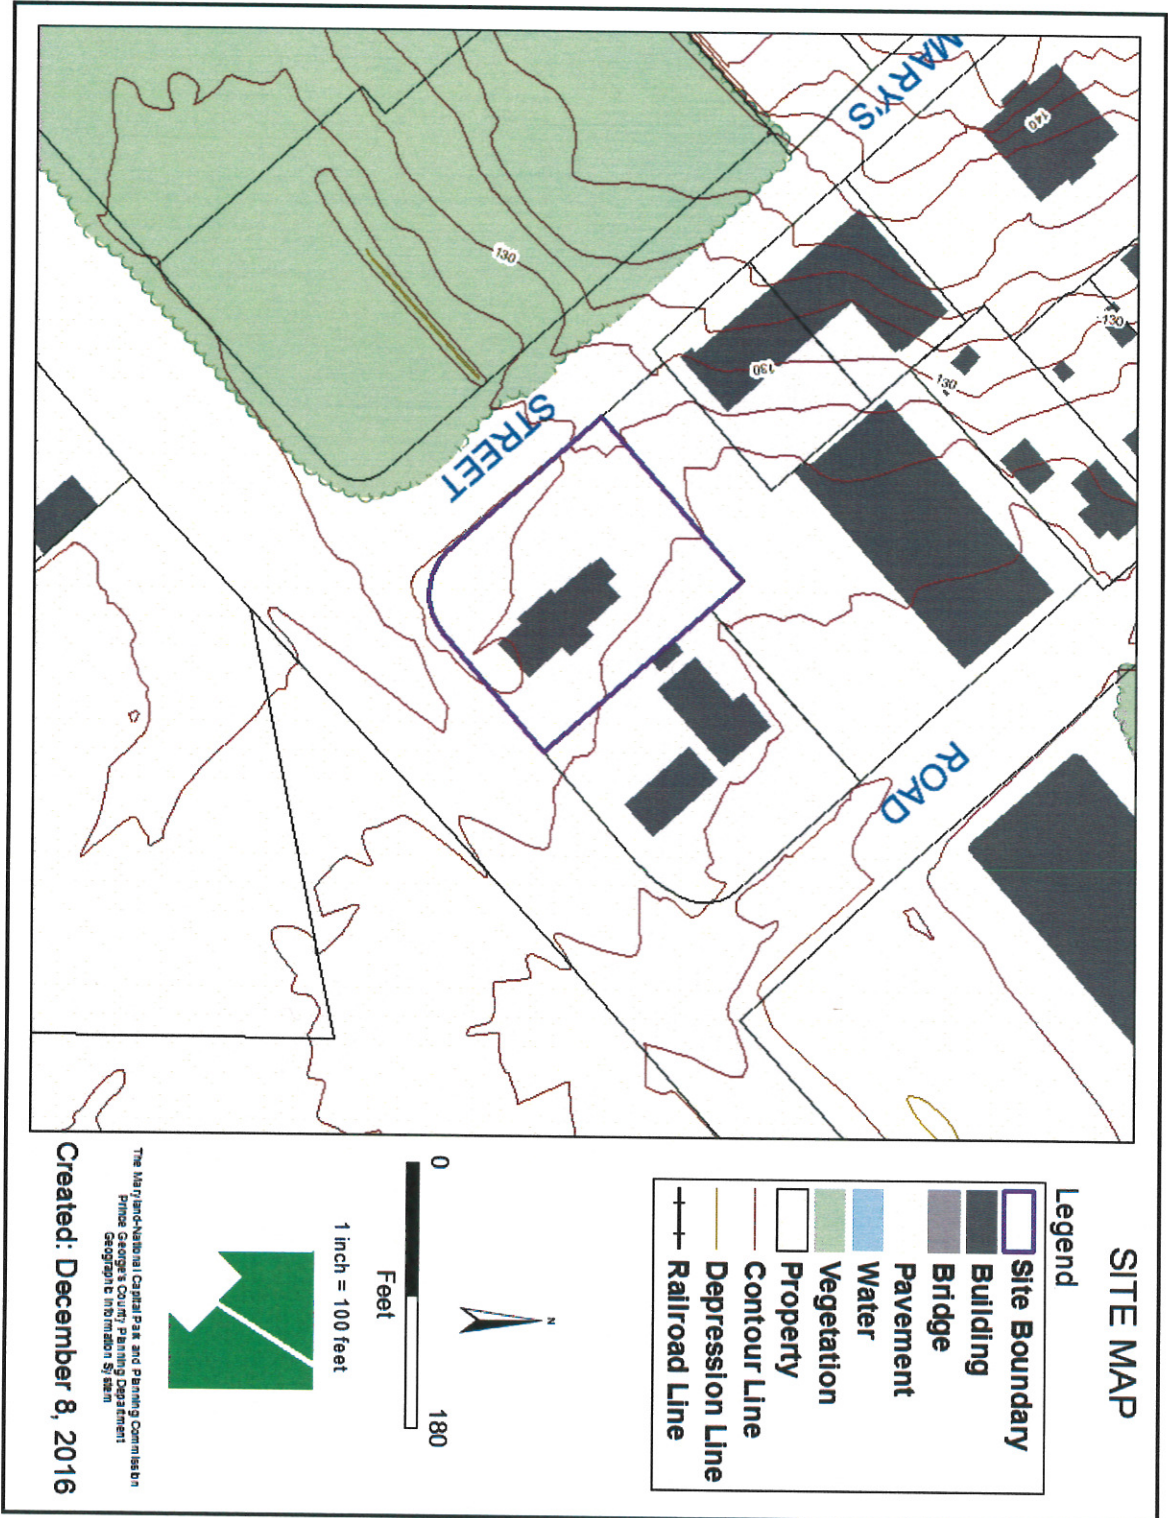 SITE MAP
Legend
Site Boundary
Building
Bridge
Pavement
Water
Vegetation
Property
Contour Line
Depression Line
Railroad Line
N
0
180
Feet
1 inch = 100 feet
The Maryland-National Capital Park and Planning Commission
Prince George's County Planning Department
Geographic Information System
Created: December 8, 2016
MARY'S
STREET
ROAD
140
130
130
130
130